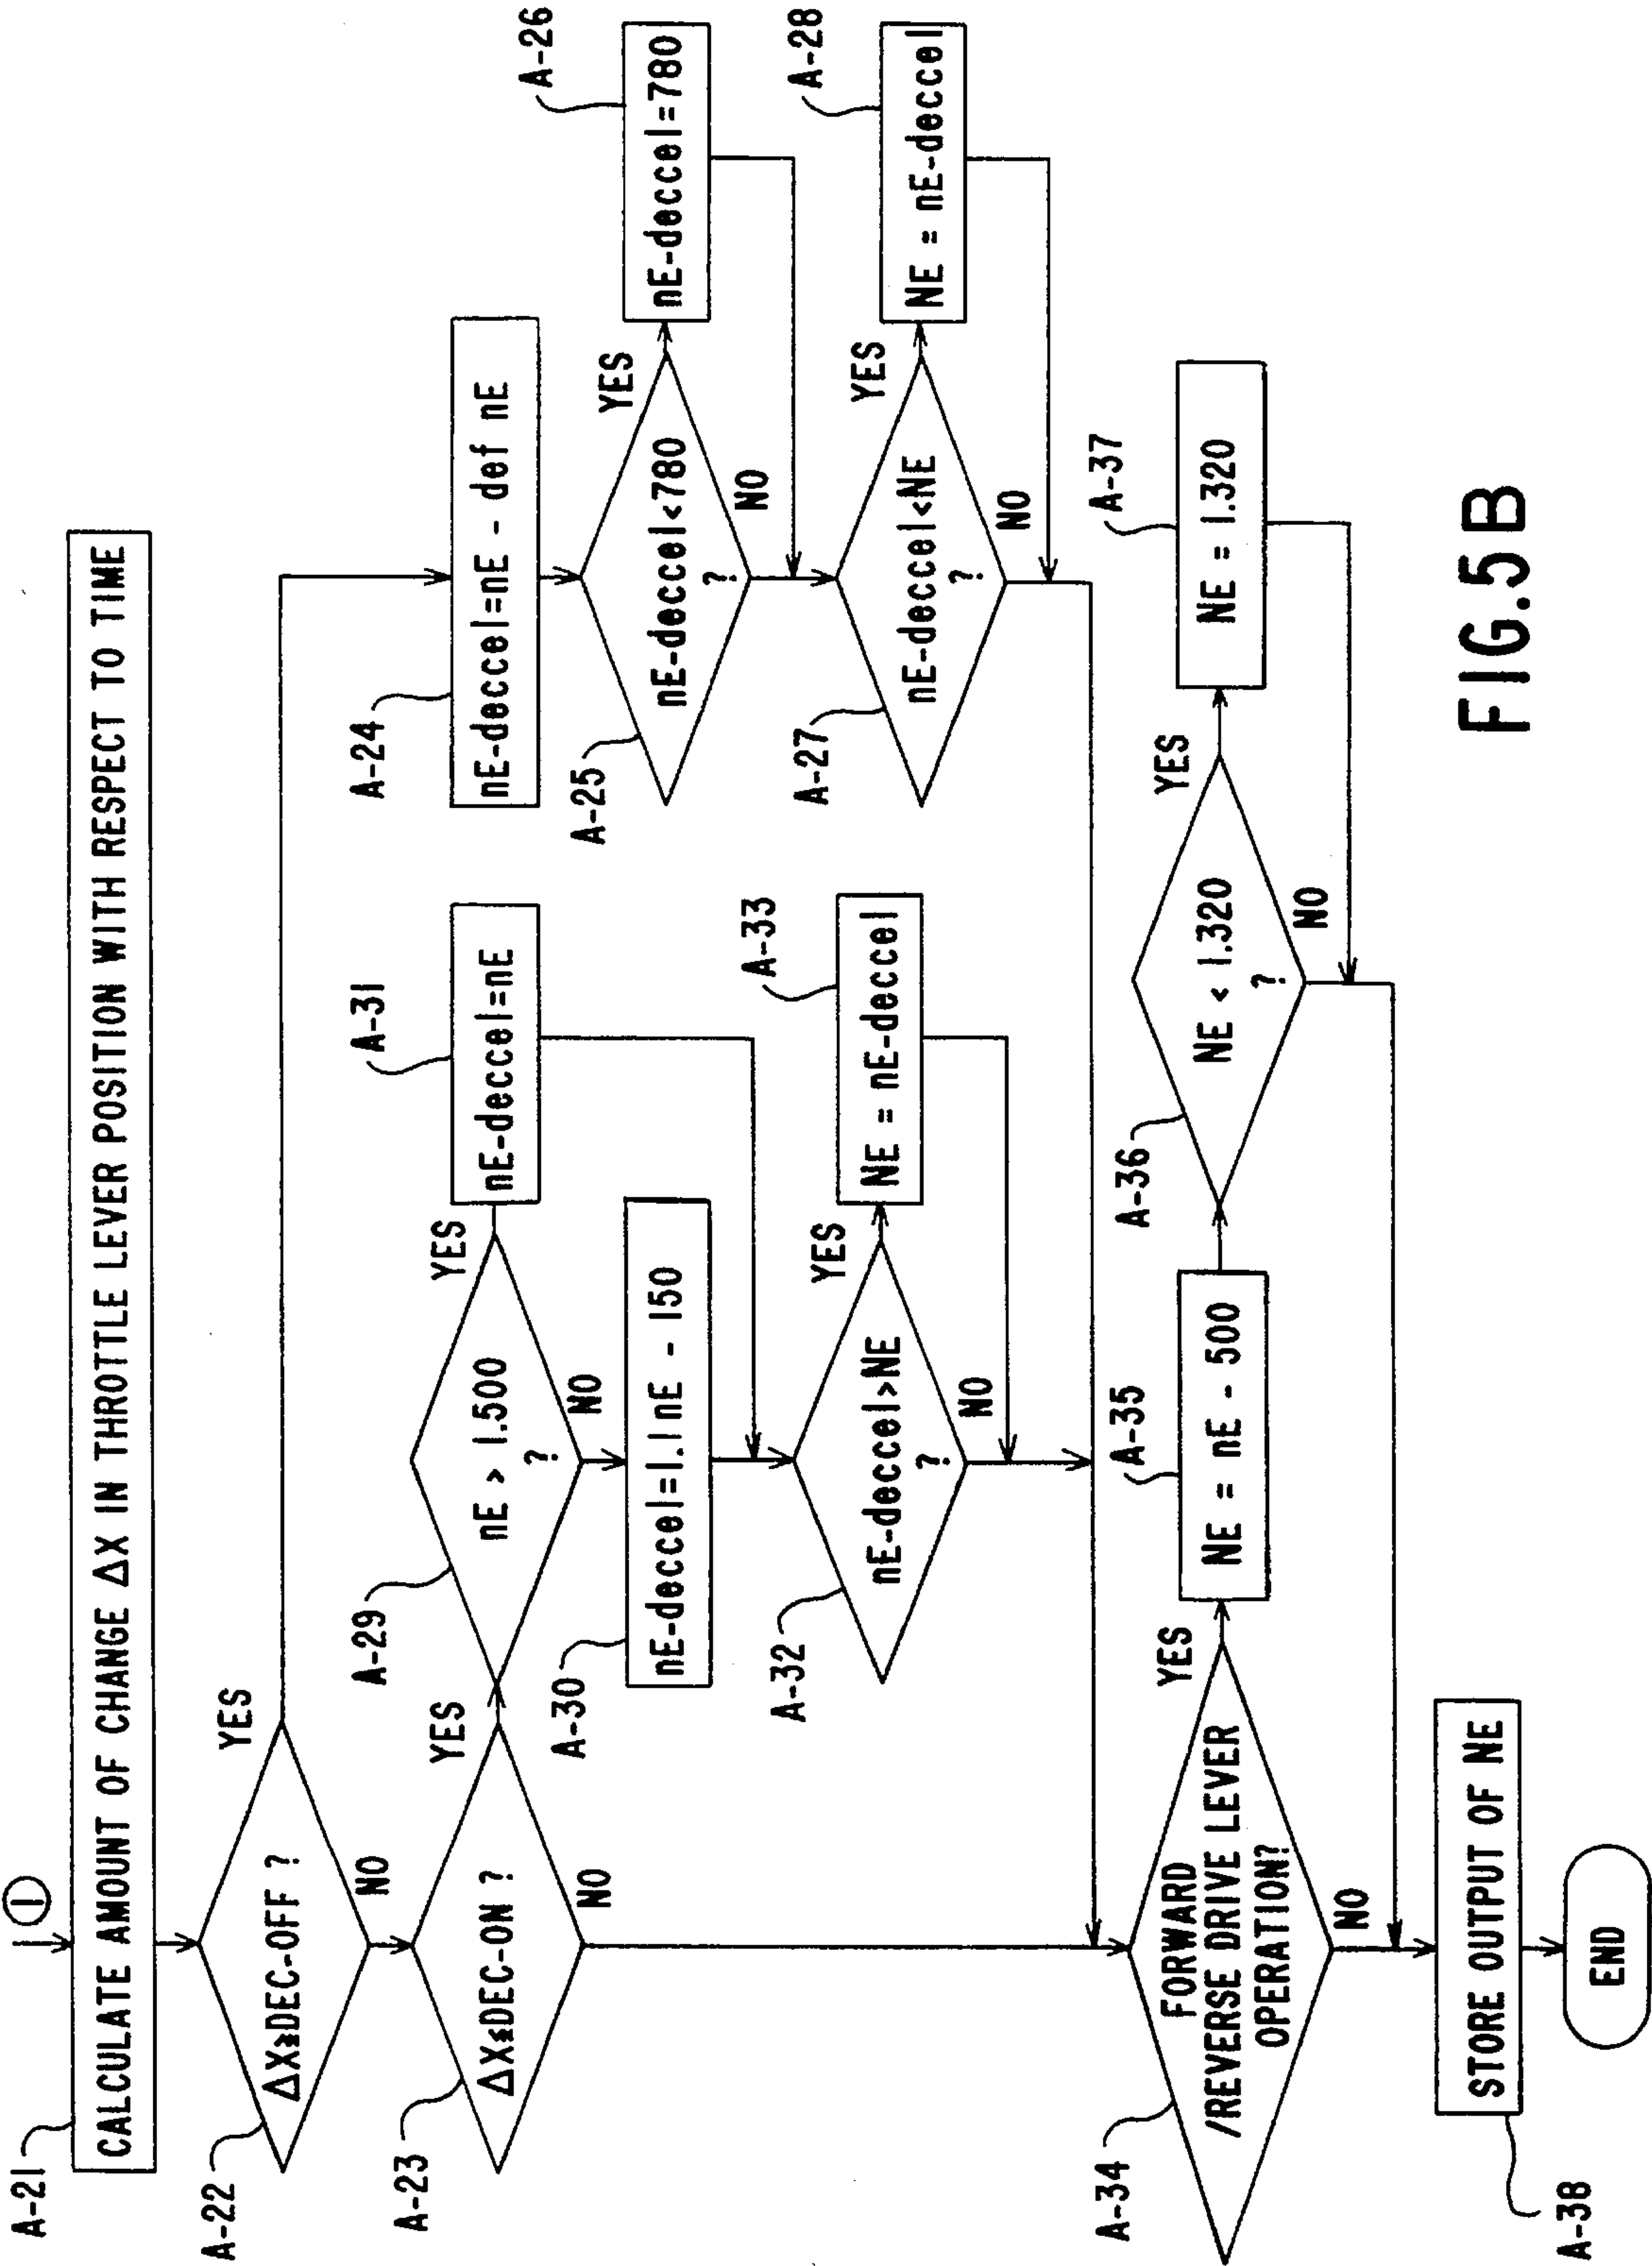 ①
A-21
CALCULATE AMOUNT OF CHANGE ΔX IN THROTTLE LEVER POSITION WITH RESPECT TO TIME
A-22
ΔX≧DEC-OFF ?
YES
NO
A-23
ΔX≦DEC-ON ?
YES
NO
A-24
nE-deccel=nE - def nE
A-25
nE-deccel<780
?
YES
NO
A-26
nE-deccel=780
A-27
nE-deccel<NE
?
YES
NO
A-28
NE = nE-deccel
A-29
nE > 1.500
?
YES
NO
A-30
nE-deccel=1.1nE - 150
A-31
nE-deccel=nE
A-32
nE-deccel>NE
?
YES
NO
A-33
NE = nE-deccel
A-34
FORWARD
/REVERSE DRIVE LEVER
OPERATION?
YES
NO
A-35
NE = nE - 500
A-36
NE < 1.320
?
YES
NO
A-37
NE = 1.320
A-38
STORE OUTPUT OF NE
END
FIG.5B